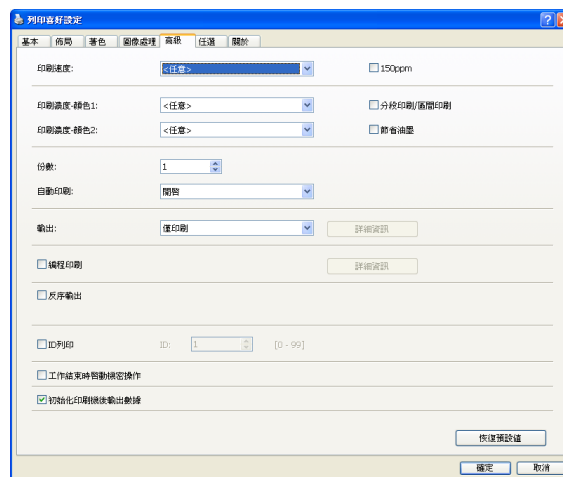 列印喜好設定
基本 佈局 著色 圖像處理 高級 任選 關於
印刷速度: <任意> 150ppm
印刷濃度-顏色1: <任意> 分段印刷/區間印刷
印刷濃度-顏色2: <任意> 節省油墨
份數: 1
自動印刷: 開啓
輸出: 僅印刷 詳細資訊
編程印刷 詳細資訊
反序輸出
ID列印 ID: 1 [0 - 99]
工作結束時啓動機密操作
初始化印刷機後輸出數據
恢復預設値
確定 取消